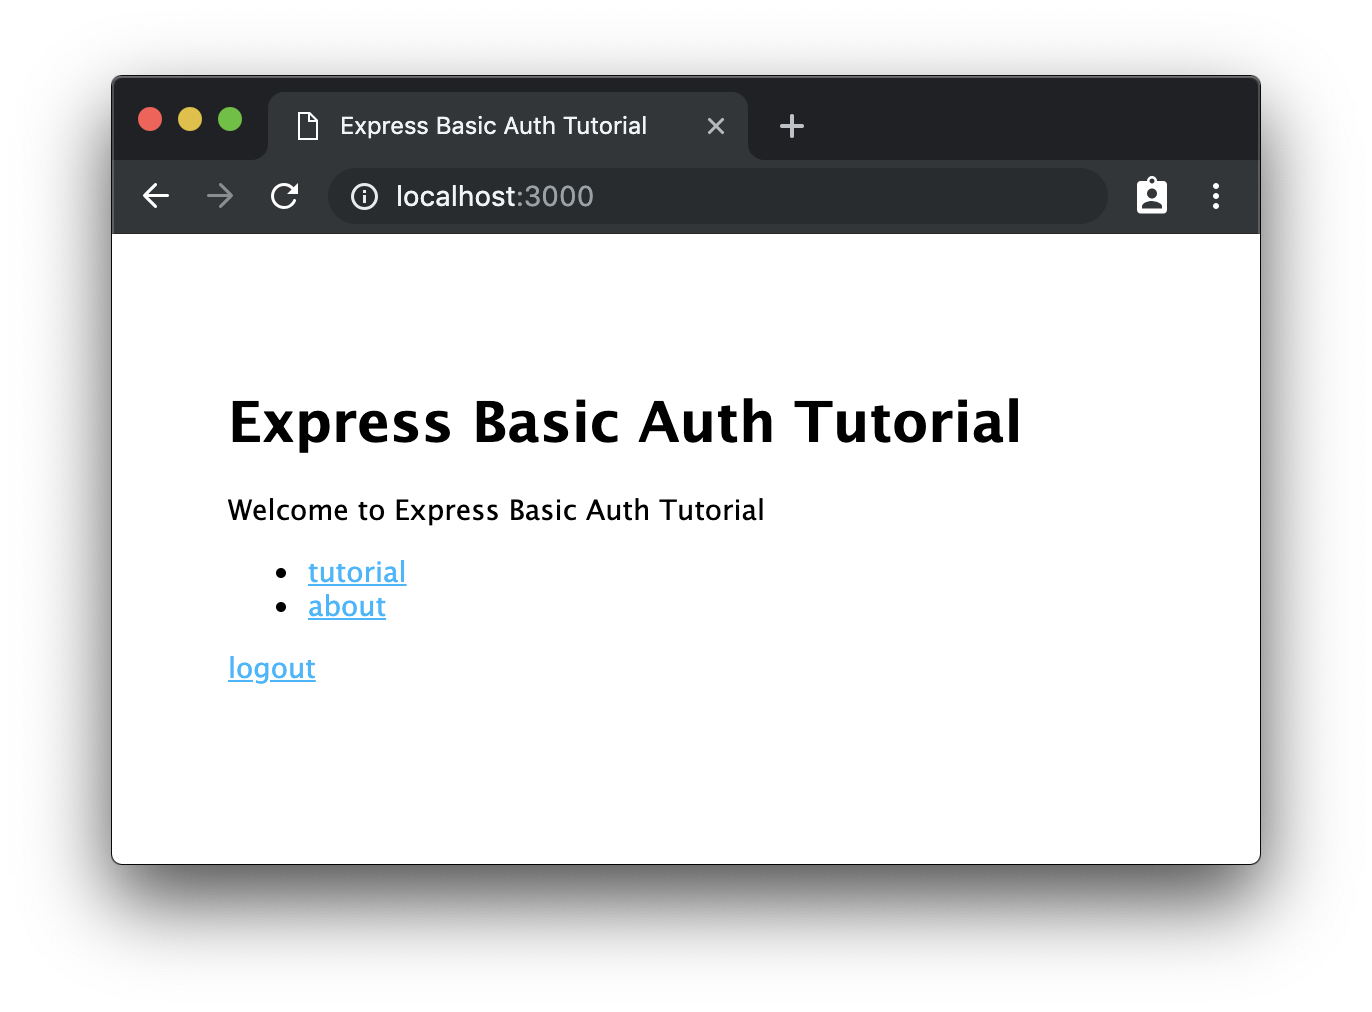 Express Basic Auth Tutorial
localhost:3000
Express Basic Auth Tutorial
Welcome to Express Basic Auth Tutorial
tutorial
about
logout